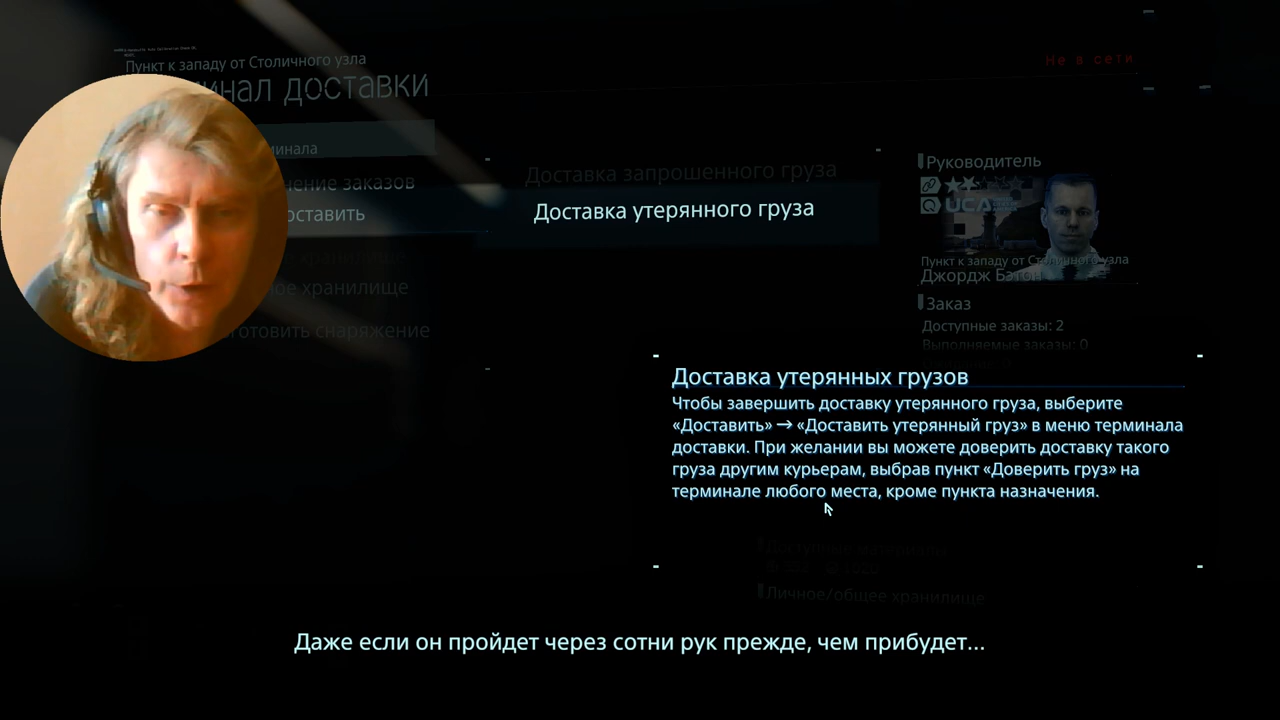 Пункт к западу от Столичного узла
инал доставки
Не в сети
минала
чение заказов
оставить
хранилище
ное хранилище
готовить снаряжение
Доставка запрошенного груза
Доставка утерянного груза
Руководитель
UCA
Пункт к западу от Столичного узла
Джордж Батон
Заказ
Доступные заказы: 2
Выполняемые заказы: 0
Доставка утерянных грузов
Чтобы завершить доставку утерянного груза, выберите
«Доставить» → «Доставить утерянный груз» в меню терминала
доставки. При желании вы можете доверить доставку такого
груза другим курьерам, выбрав пункт «Доверить груз» на
терминале любого места, кроме пункта назначения.
Личное/общее хранилище
Даже если он пройдет через сотни рук прежде, чем прибудет...